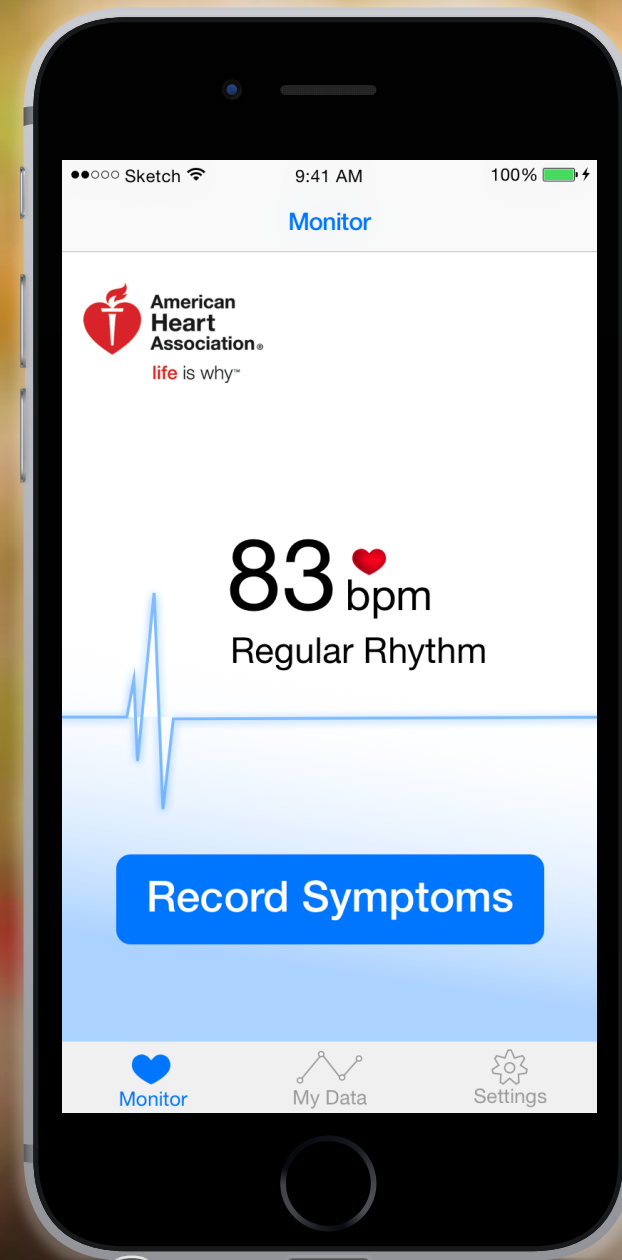 Sketch 9:41 AM 100%
Monitor
American
Heart
Association®
life is why™
83 bpm
Regular Rhythm
Record Symptoms
Monitor My Data Settings